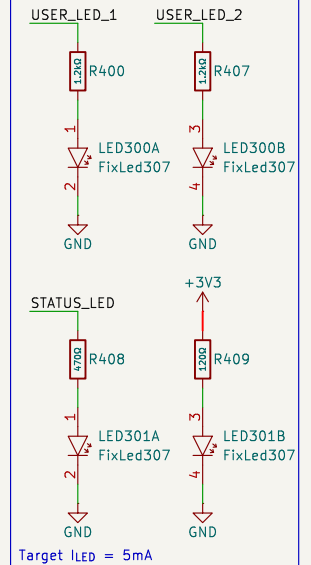 USER_LED_1 USER_LED_2
1.2kΩ R400 1.2kΩ R407
1 3
LED300A LED300B
FixLed307 FixLed307
2 4
GND GND
+3V3
STATUS_LED
470Ω R408 120Ω R409
1 3
LED301A LED301B
FixLed307 FixLed307
2 4
GND GND
Target ILED = 5mA